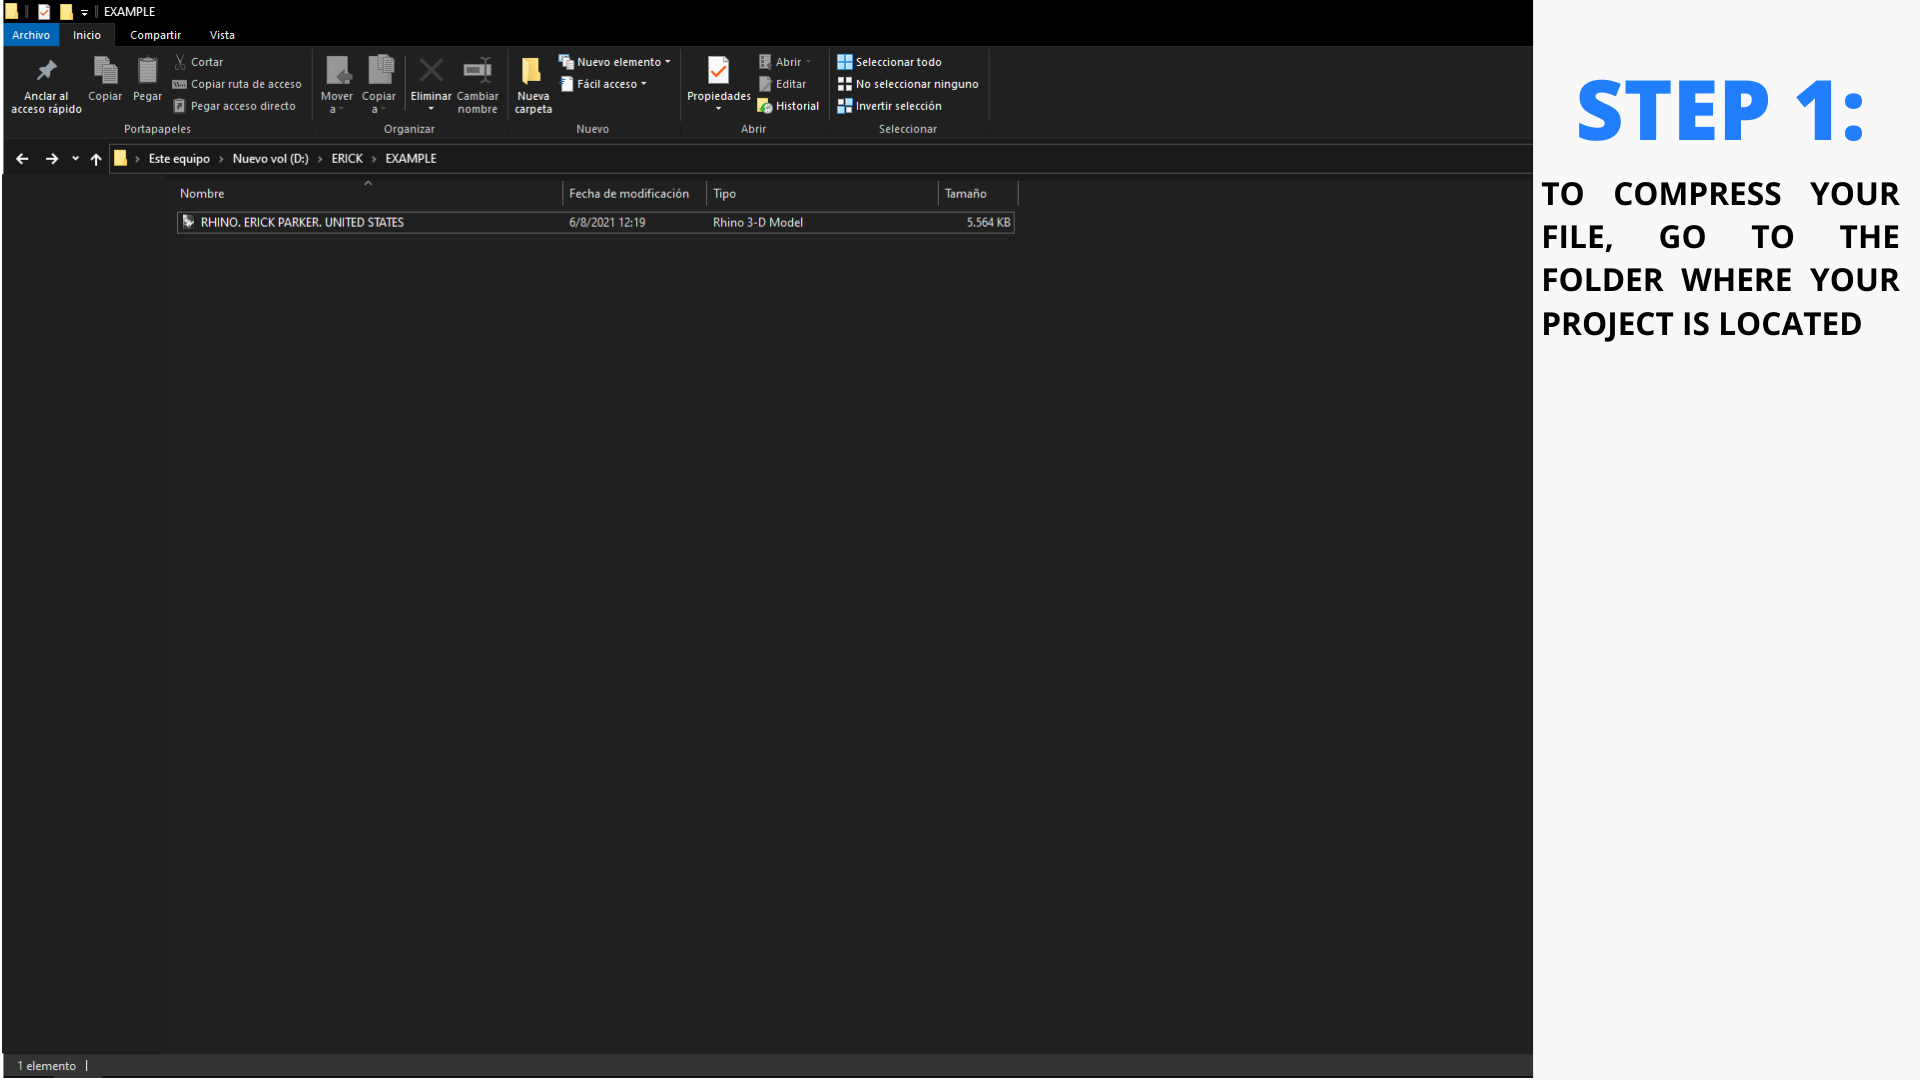 EXAMPLE
Archivo Inicio Compartir Vista
Anclar al acceso rápido
Copiar
Pegar
Cortar
Copiar ruta de acceso
Pegar acceso directo
Portapapeles
Mover a
Copiar a
Eliminar
Cambiar nombre
Organizar
Nueva carpeta
Nuevo elemento
Fácil acceso
Nuevo
Propiedades
Abrir
Editar
Historial
Abrir
Seleccionar todo
No seleccionar ninguno
Invertir selección
Seleccionar
Este equipo > Nuevo vol (D:) > ERICK > EXAMPLE
Nombre Fecha de modificación Tipo Tamaño
RHINO. ERICK PARKER. UNITED STATES 6/8/2021 12:19 Rhino 3-D Model 5.564 KB
1 elemento
STEP 1:
TO COMPRESS YOUR
FILE, GO TO THE
FOLDER WHERE YOUR
PROJECT IS LOCATED